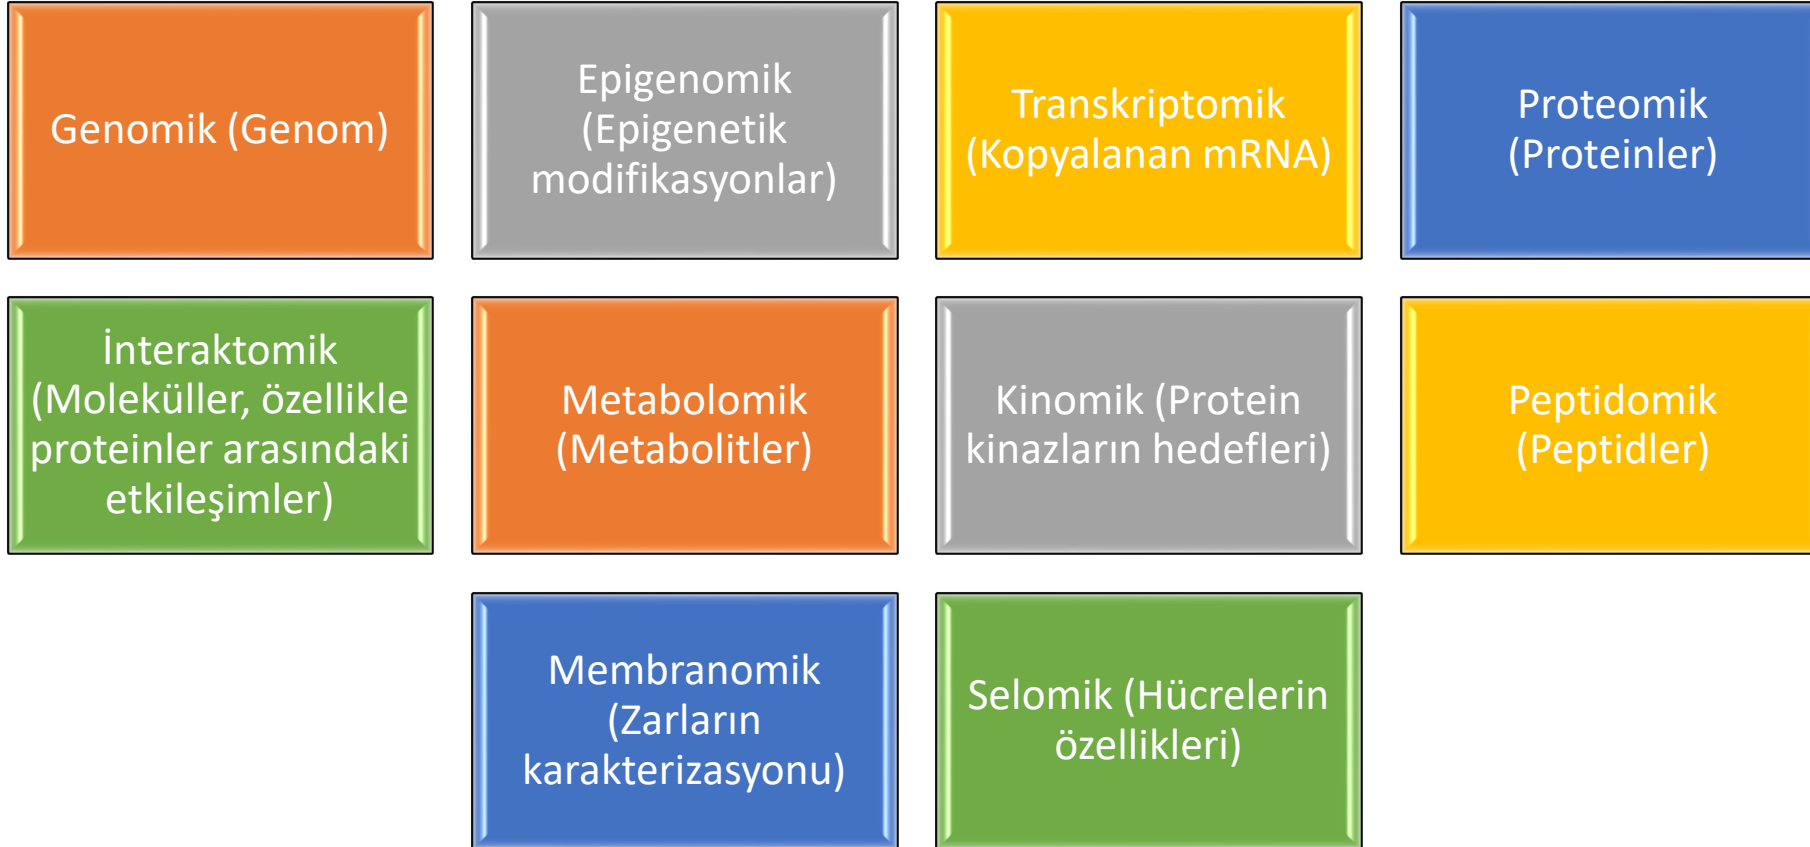 Genomik (Genom)
Epigenomik
(Epigenetik
modifikasyonlar)
Transkriptomik
(Kopyalanan mRNA)
Proteomik
(Proteinler)
İnteraktomik
(Moleküller, özellikle
proteinler arasındaki
etkileşimler)
Metabolomik
(Metabolitler)
Kinomik (Protein
kinazların hedefleri)
Peptidomik
(Peptidler)
Membranomik
(Zarların
karakterizasyonu)
Selomik (Hücrelerin
özellikleri)